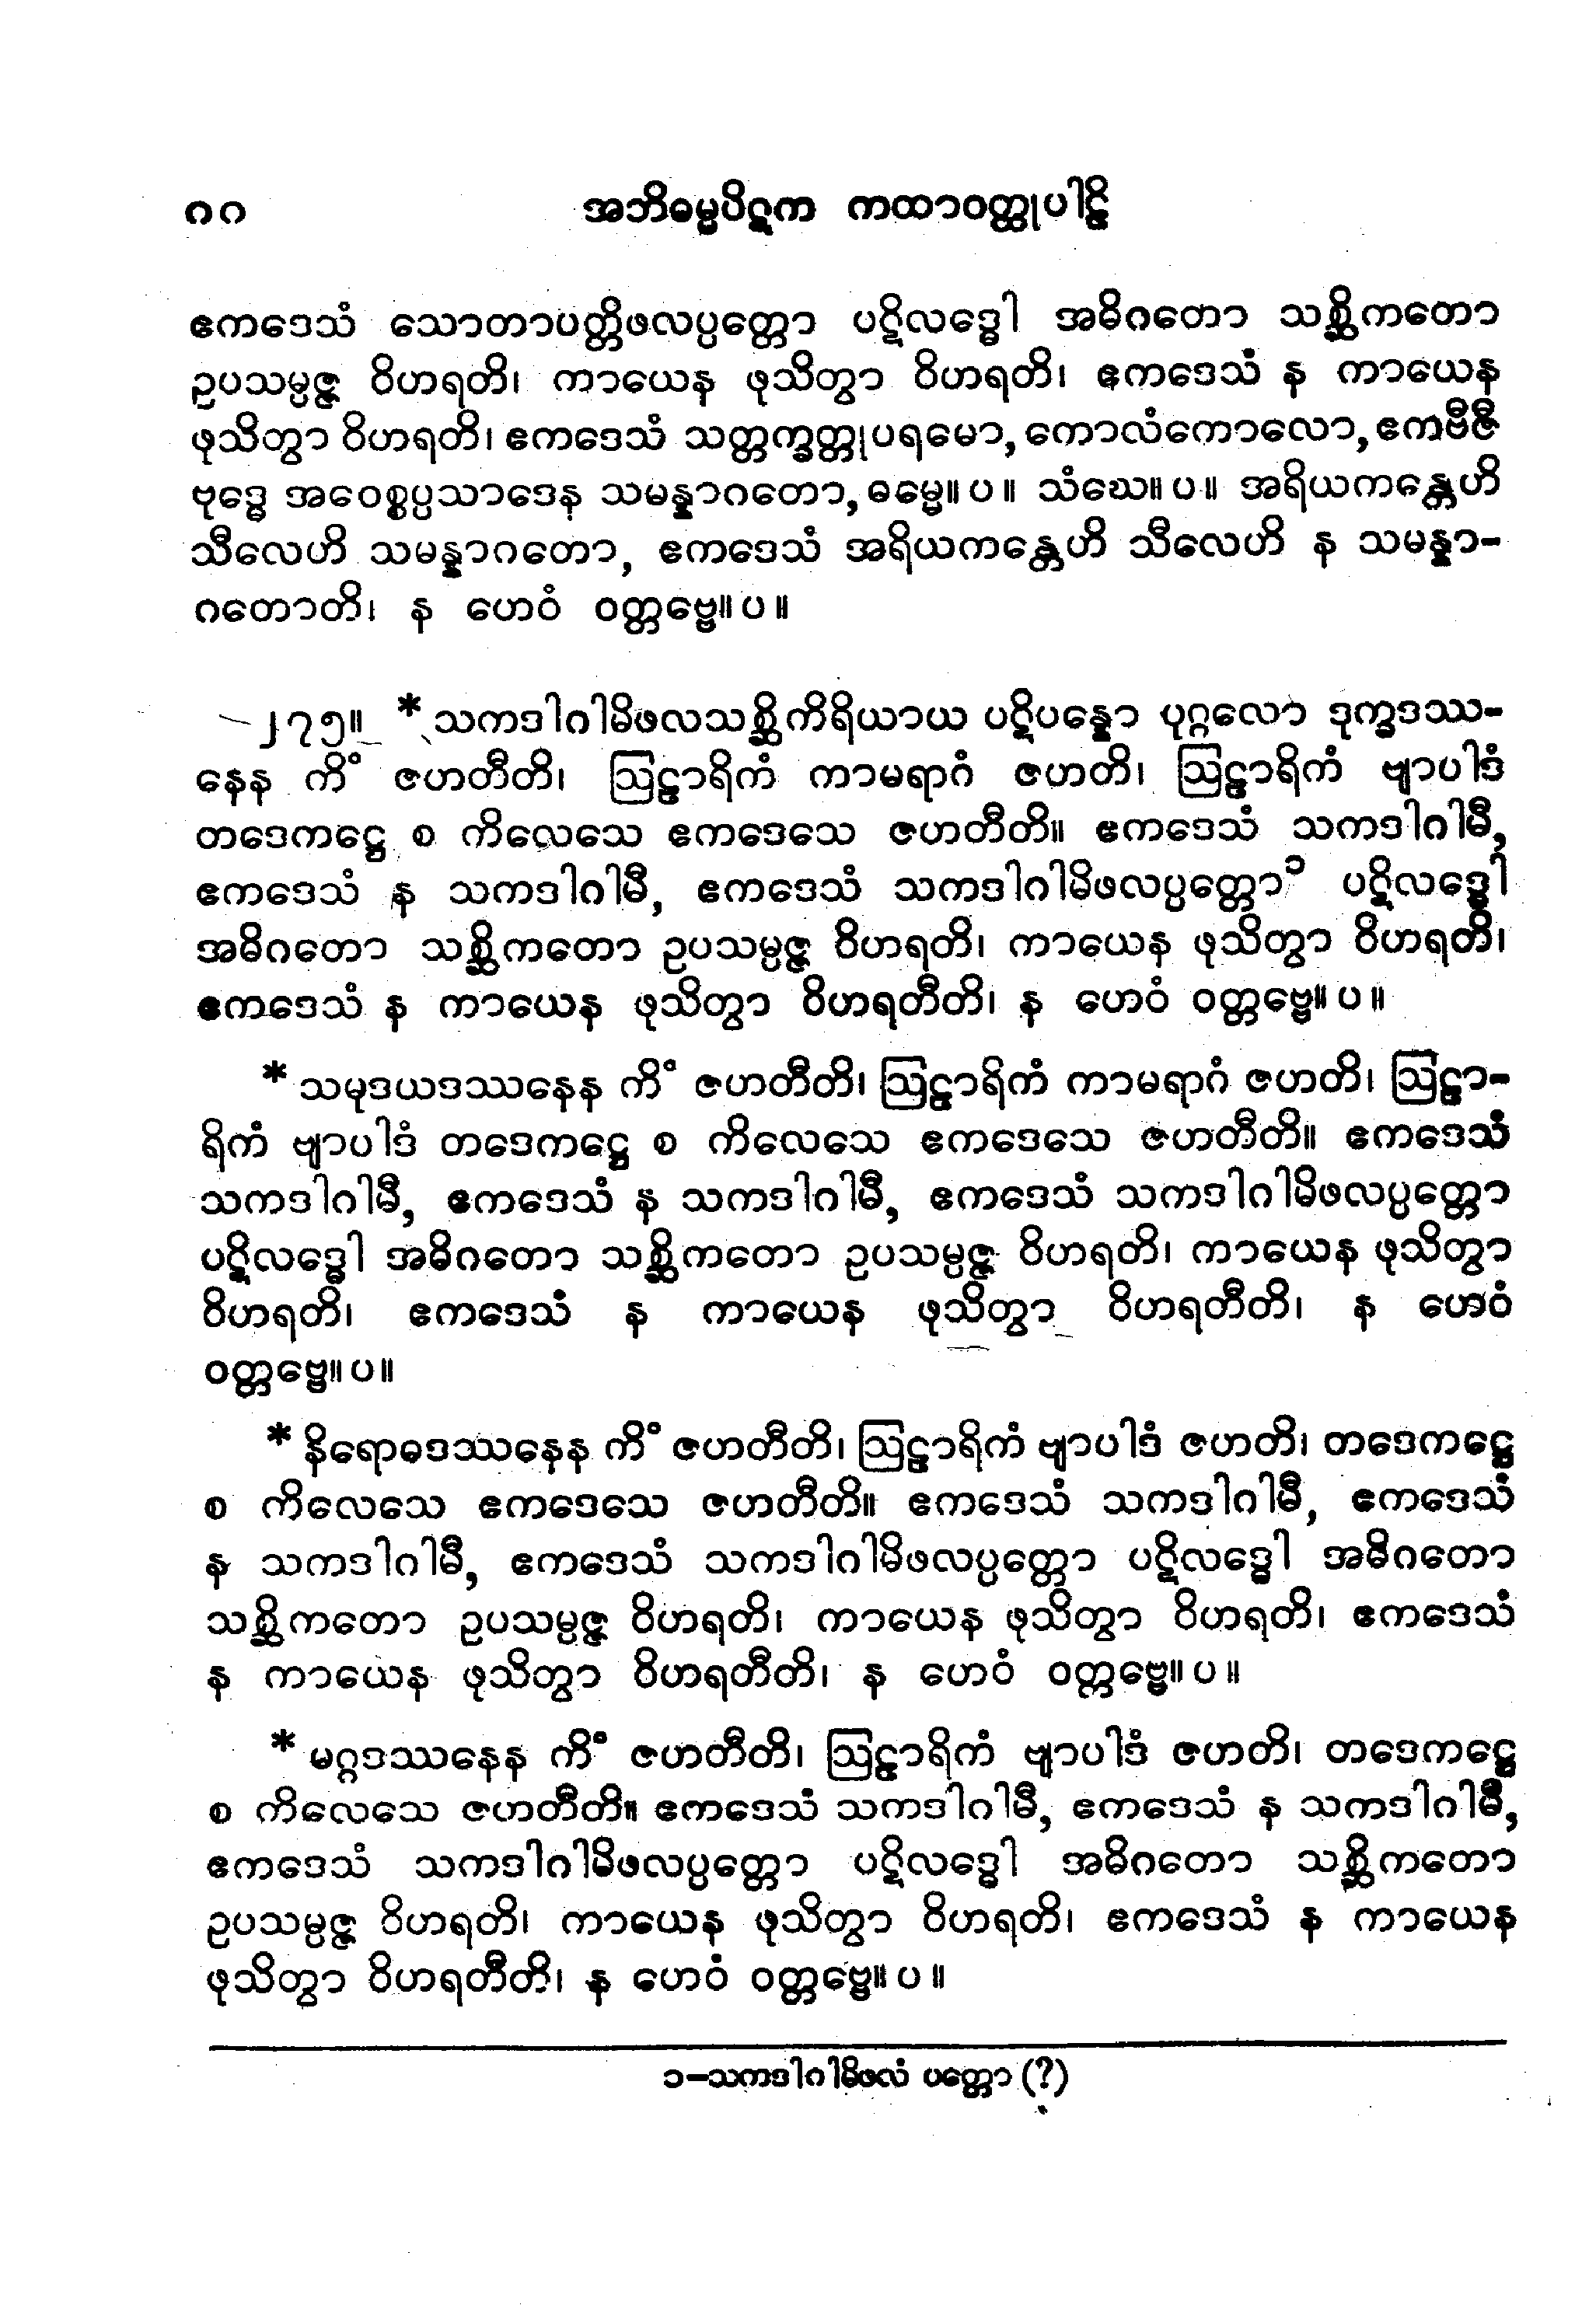 ၈၈ အဘိဓမ္မပိဋက ကထာဝတ္ထုပါဠိ
ဧကဒေသံ သောတာပတ္တိဖလပ္ပတ္တော ပဋိလဒ္ဓေါ အဓိဂတော သစ္ဆိကတော
ဥပသမ္ပဇ္ဇ ဝိဟရတိ၊ ကာယေန ဖုသိတွာ ဝိဟရတိ၊ ဧကဒေသံ န ကာယေန
ဖုသိတွာ ဝိဟရတိ၊ ဧကဒေသံ သတ္တက္ခတ္တုပရမော, ကောလံကောလော, ဧကဗီဇီ
ဗုဒ္ဓေ အဝေစ္စပ္ပသာဒေန သမန္နာဂတော, ဓမ္မေ။ ပ ။ သံဃေ။ ပ ။ အရိယကန္တေဟိ
သီလေဟိ သမန္နာဂတော, ဧကဒေသံ အရိယကန္တေဟိ သီလေဟိ န သမန္နာ-
ဂတောတိ၊ န ဟေဝံ ဝတ္တဗ္ဗေ။ ပ ။
၂၇၅။ * သကဒါဂါမိဖလသစ္ဆိကိရိယာယ ပဋိပန္နော ပုဂ္ဂလော ဒုက္ခဒဿ-
နေန ကိံ ဇဟတီတိ၊ ဩဠာရိကံ ကာမရာဂံ ဇဟတိ၊ ဩဠာရိကံ ဗျာပါဒံ
တဒေကဋ္ဌေ စ ကိလေသေ ဧကဒေသေ ဇဟတီတိ။ ဧကဒေသံ သကဒါဂါမီ,
ဧကဒေသံ န သကဒါဂါမီ, ဧကဒေသံ သကဒါဂါမိဖလပ္ပတ္တော၁ ပဋိလဒ္ဓေါ
အဓိဂတော သစ္ဆိကတော ဥပသမ္ပဇ္ဇ ဝိဟရတိ၊ ကာယေန ဖုသိတွာ ဝိဟရတိ၊
ဧကဒေသံ န ကာယေန ဖုသိတွာ ဝိဟရတီတိ၊ န ဟေဝံ ဝတ္တဗ္ဗေ။ ပ ။
* သမုဒယဒဿနေန ကိံ ဇဟတီတိ၊ ဩဠာရိကံ ကာမရာဂံ ဇဟတိ၊ ဩဠာ-
ရိကံ ဗျာပါဒံ တဒေကဋ္ဌေ စ ကိလေသေ ဧကဒေသေ ဇဟတီတိ။ ဧကဒေသံ
သကဒါဂါမီ, ဧကဒေသံ န သကဒါဂါမီ, ဧကဒေသံ သကဒါဂါမိဖလပ္ပတ္တော
ပဋိလဒ္ဓေါ အဓိဂတော သစ္ဆိကတော ဥပသမ္ပဇ္ဇ ဝိဟရတိ၊ ကာယေန ဖုသိတွာ
ဝိဟရတိ၊ ဧကဒေသံ န ကာယေန ဖုသိတွာ ဝိဟရတီတိ၊ န ဟေဝံ
ဝတ္တဗ္ဗေ။ ပ ။
* နိရောဓဒဿနေန ကိံ ဇဟတီတိ၊ ဩဠာရိကံ ဗျာပါဒံ ဇဟတိ၊ တဒေကဋ္ဌေ
စ ကိလေသေ ဧကဒေသေ ဇဟတီတိ။ ဧကဒေသံ သကဒါဂါမီ, ဧကဒေသံ
န သကဒါဂါမီ, ဧကဒေသံ သကဒါဂါမိဖလပ္ပတ္တော ပဋိလဒ္ဓေါ အဓိဂတော
သစ္ဆိကတော ဥပသမ္ပဇ္ဇ ဝိဟရတိ၊ ကာယေန ဖုသိတွာ ဝိဟရတိ၊ ဧကဒေသံ
န ကာယေန ဖုသိတွာ ဝိဟရတီတိ၊ န ဟေဝံ ဝတ္တဗ္ဗေ။ ပ ။
* မဂ္ဂဒဿနေန ကိံ ဇဟတီတိ၊ ဩဠာရိကံ ဗျာပါဒံ ဇဟတိ၊ တဒေကဋ္ဌေ
စ ကိလေသေ ဇဟတီတိ။ ဧကဒေသံ သကဒါဂါမီ, ဧကဒေသံ န သကဒါဂါမီ,
ဧကဒေသံ သကဒါဂါမိဖလပ္ပတ္တော ပဋိလဒ္ဓေါ အဓိဂတော သစ္ဆိကတော
ဥပသမ္ပဇ္ဇ ဝိဟရတိ၊ ကာယေန ဖုသိတွာ ဝိဟရတိ၊ ဧကဒေသံ န ကာယေန
ဖုသိတွာ ဝိဟရတီတိ၊ န ဟေဝံ ဝတ္တဗ္ဗေ။ ပ ။
၁-သကဒါဂါမိဖလံ ပတ္တော (?)